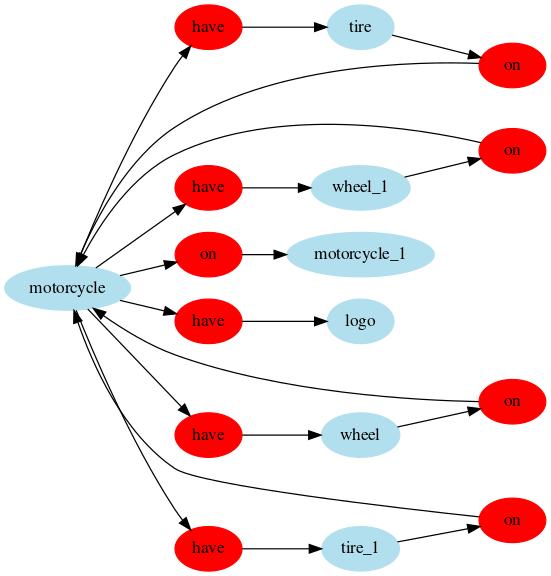 have
tire
on
on
have
wheel_1
on
motorcycle_1
motorcycle
have
logo
on
have
wheel
on
have
tire_1